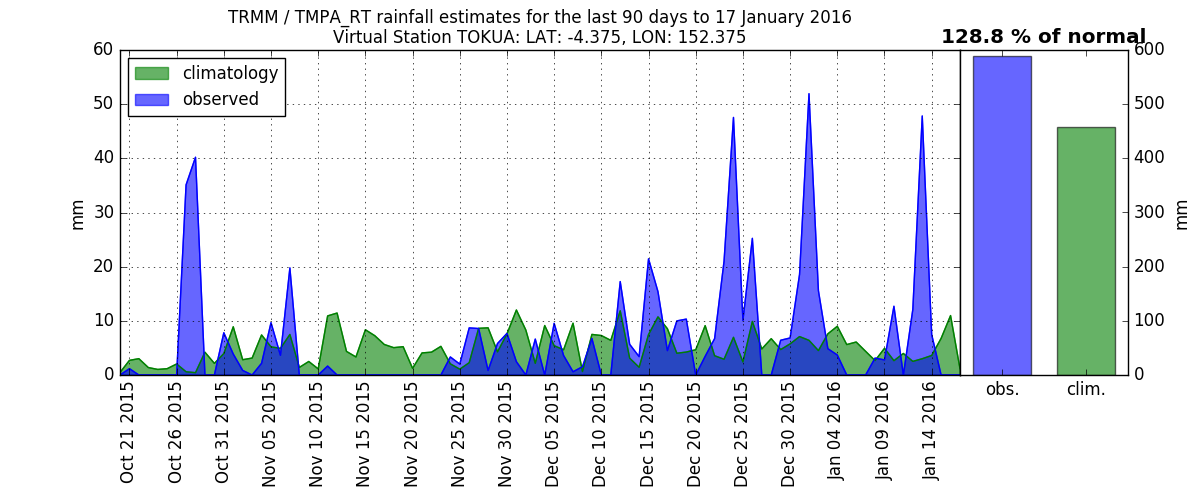 TRMM / TMPA_RT rainfall estimates for the last 90 days to 17 January 2016
Virtual Station TOKUA: LAT: -4.375, LON: 152.375
128.8 % of normal
climatology
observed
60
50
40
30
20
10
0
mm
Oct 21 2015
Oct 26 2015
Oct 31 2015
Nov 05 2015
Nov 10 2015
Nov 15 2015
Nov 20 2015
Nov 25 2015
Nov 30 2015
Dec 05 2015
Dec 10 2015
Dec 15 2015
Dec 20 2015
Dec 25 2015
Dec 30 2015
Jan 04 2016
Jan 09 2016
Jan 14 2016
600
500
400
300
200
100
0
mm
obs.
clim.